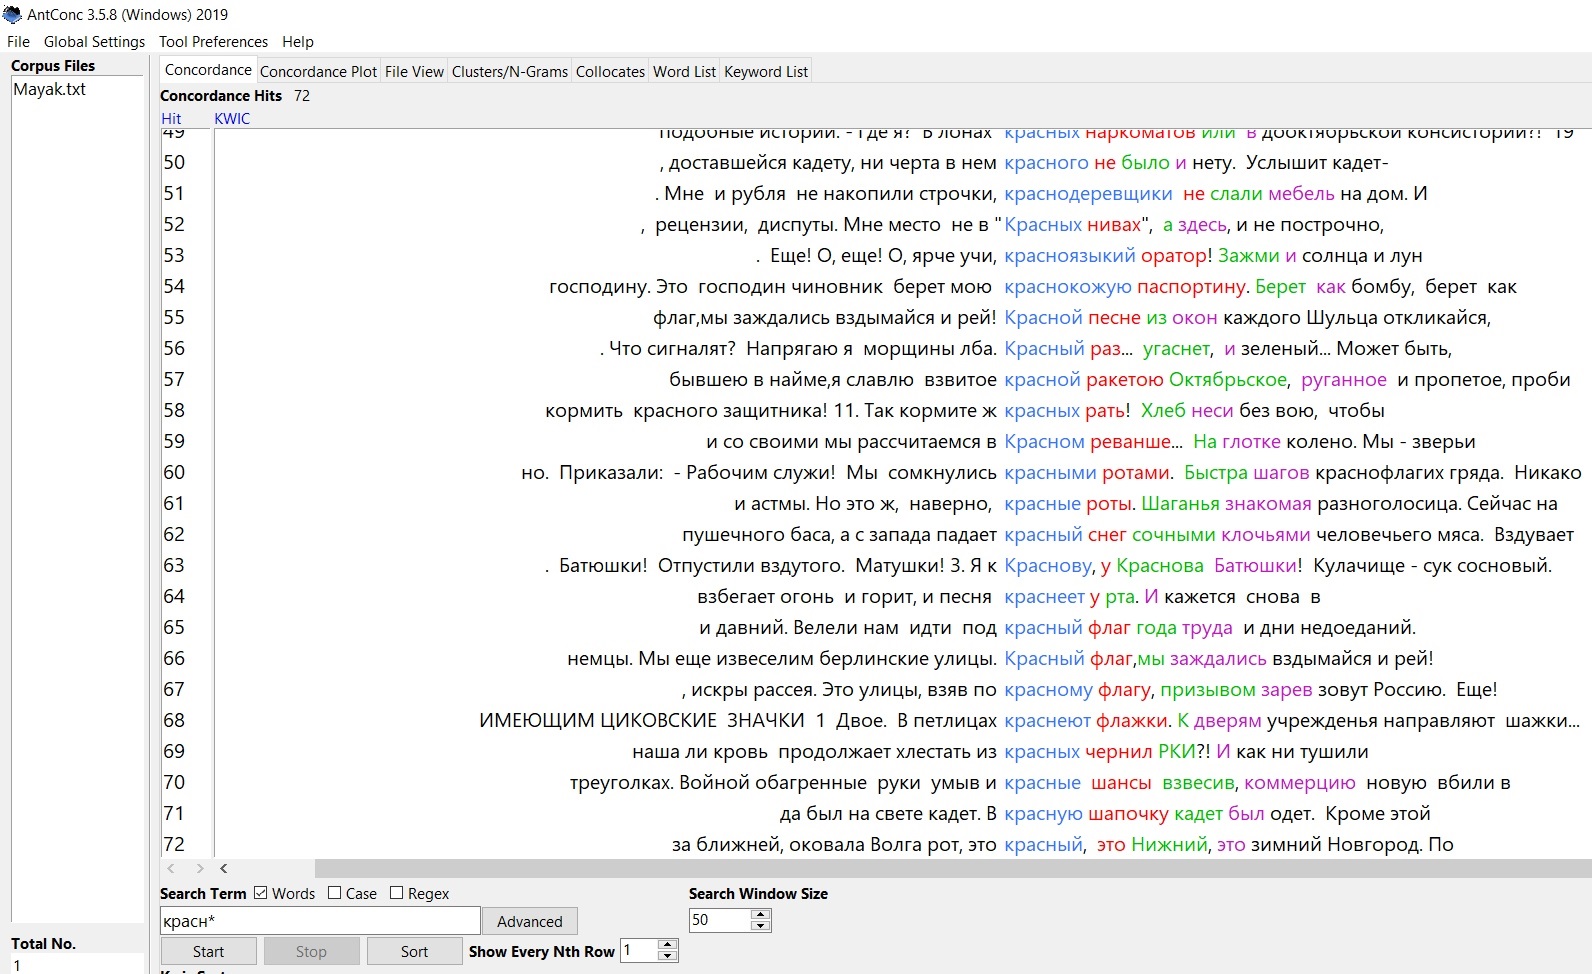 AntConc 3.5.8 (Windows) 2019
File Global Settings Tool Preferences Help
Corpus Files
Mayak.txt
Concordance Concordance Plot File View Clusters/N-Grams Collocates Word List Keyword List
Concordance Hits 72
Hit KWIC
49 подобные истории. - Где я? В лонах красных наркоматов или в дооктябрьской консистории?! 19
50 , доставшейся кадету, ни черта в нем красного не было и нету. Услышит кадет-
51 . Мне и рубля не накопили строчки, краснодеревщики не слали мебель на дом. И
52 , рецензии, диспуты. Мне место не в "Красных нивах", а здесь, и не построчно,
53 . Еще! О, еще! О, ярче учи, красноязыкий оратор! Зажми и солнца и лун
54 господину. Это господин чиновник берет мою краснокожую паспортину. Берет как бомбу, берет как
55 флаг,мы заждались вздымайся и рей! Красной песне из окон каждого Шульца откликайся,
56 . Что сигналят? Напрягаю я морщины лба. Красный раз... угаснет, и зеленый... Может быть,
57 бывшею в найме,я славлю взвитое красной ракетою Октябрьское, руганное и пропетое, проби
58 кормить красного защитника! 11. Так кормите ж красных рать! Хлеб неси без вою, чтобы
59 и со своими мы рассчитаемся в Красном реванше... На глотке колено. Мы - зверьи
60 но. Приказали: - Рабочим служи! Мы сомкнулись красными ротами. Быстра шагов краснофлагих гряда. Никако
61 и астмы. Но это ж, наверно, красные роты. Шаганья знакомая разноголосица. Сейчас на
62 пушечного баса, а с запада падает красный снег сочными клочьями человечьего мяса. Вздувает
63 . Батюшки! Отпустили вздутого. Матушки! 3. Я к Краснову, у Краснова Батюшки! Кулачище - сук сосновый.
64 взбегает огонь и горит, и песня краснеет у рта. И кажется снова в
65 и давний. Велели нам идти под красный флаг года труда и дни недоеданий.
66 немцы. Мы еще извеселим берлинские улицы. Красный флаг,мы заждались вздымайся и рей!
67 , искры рассея. Это улицы, взяв по красному флагу, призывом зарев зовут Россию. Еще!
68 ИМЕЮЩИМ ЦИКОВСКИЕ ЗНАЧКИ 1 Двое. В петлицах краснеют флажки. К дверям учрежденья направляют шажки...
69 наша ли кровь продолжает хлестать из красных чернил РКИ?! И как ни тушили
70 треуголках. Войной обагренные руки умыв и красные шансы взвесив, коммерцию новую вбили в
71 да был на свете кадет. В красную шапочку кадет был одет. Кроме этой
72 за ближней, оковала Волга рот, это красный, это Нижний, это зимний Новгород. По
Search Term Words Case Regex Search Window Size
красн* Advanced 50
Total No.
Start Stop Sort Show Every Nth Row 1
1